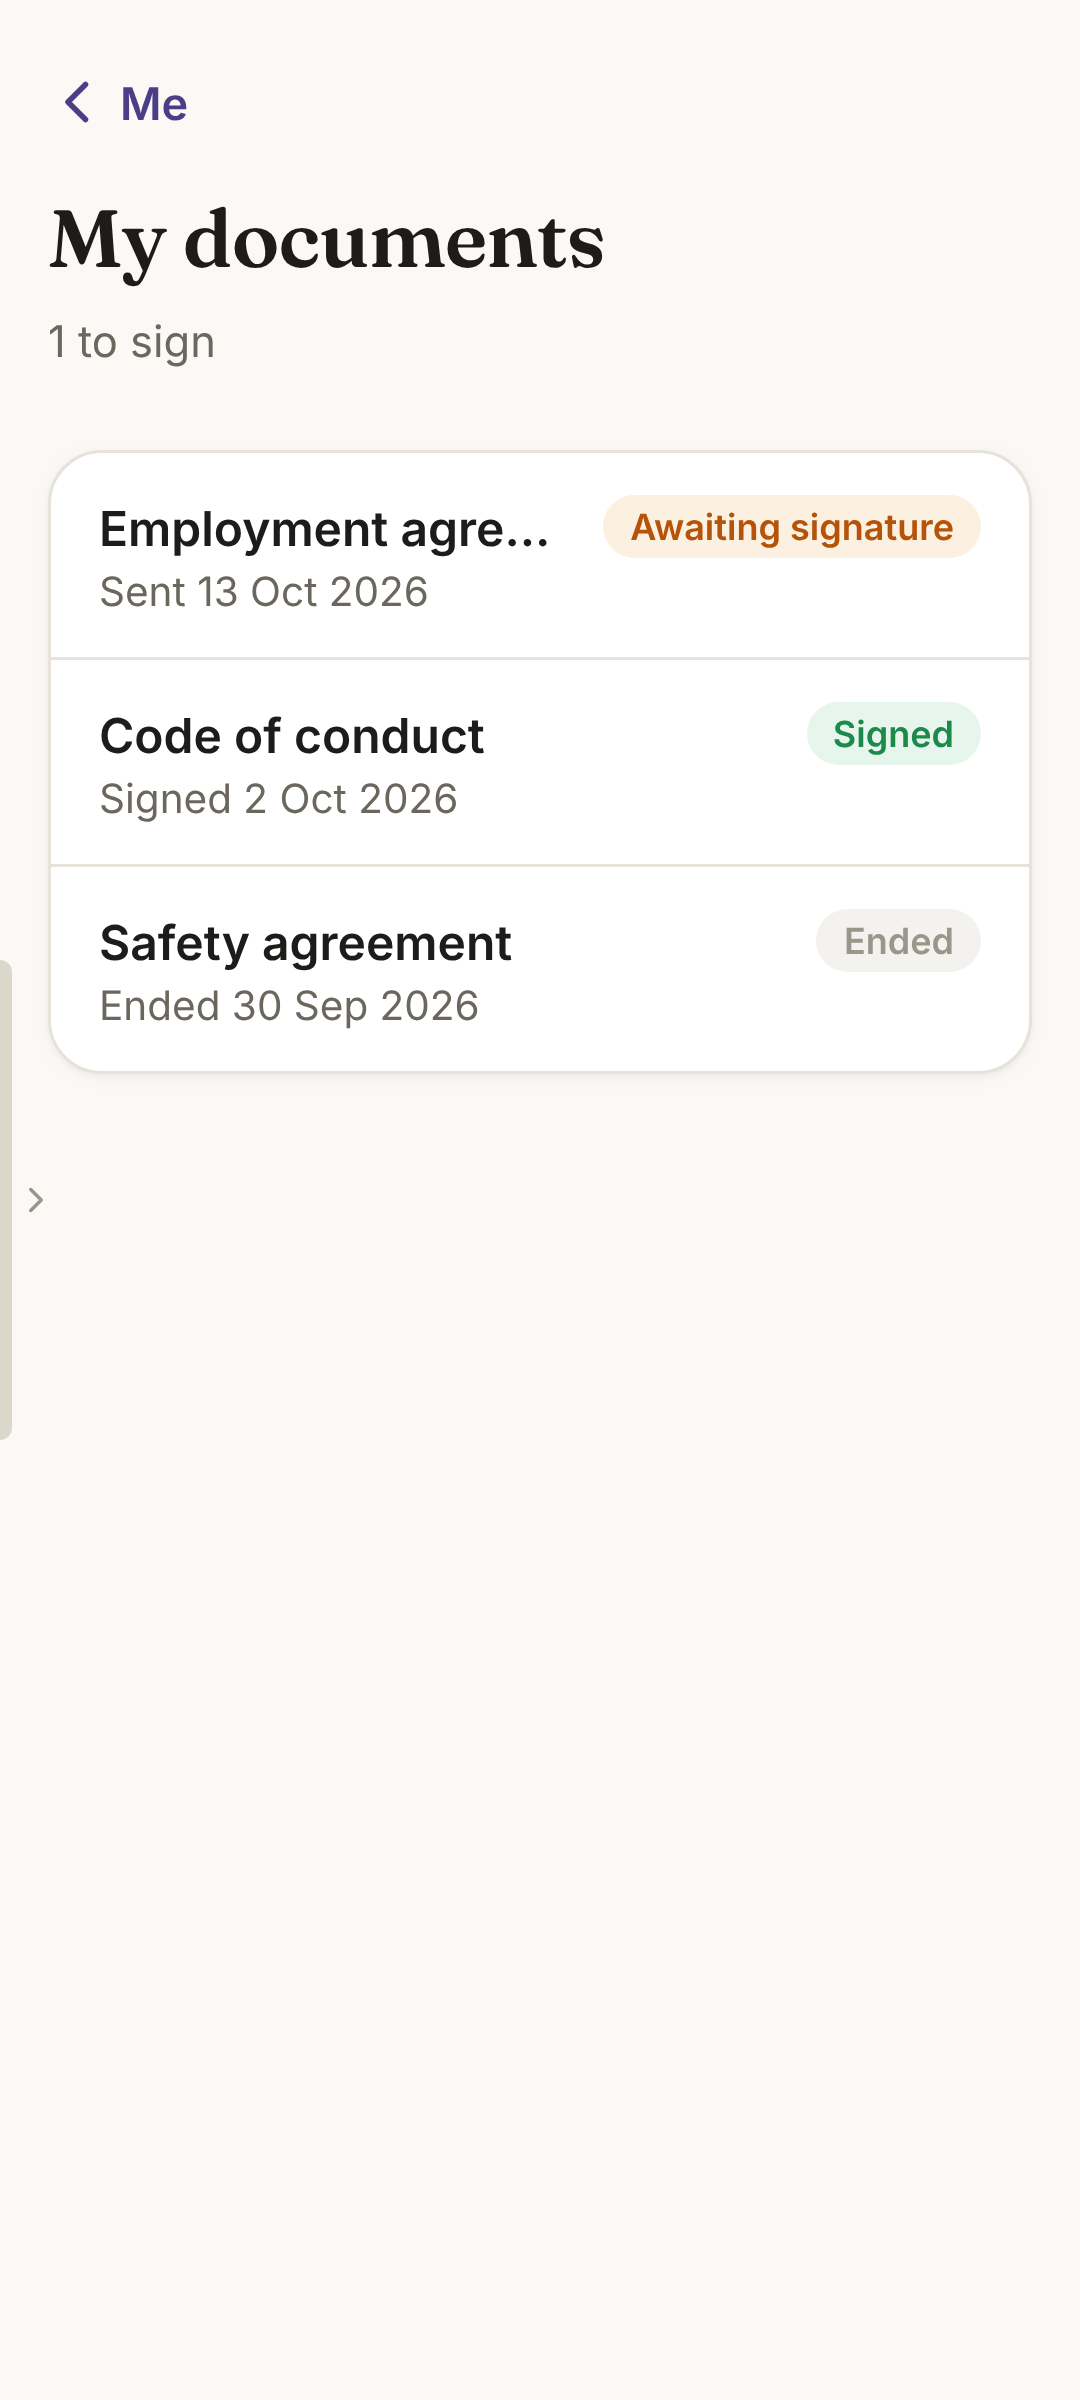 Me
My documents
1 to sign
Employment agre...
Awaiting signature
Sent 13 Oct 2026
Code of conduct
Signed
Signed 2 Oct 2026
Safety agreement
Ended
Ended 30 Sep 2026